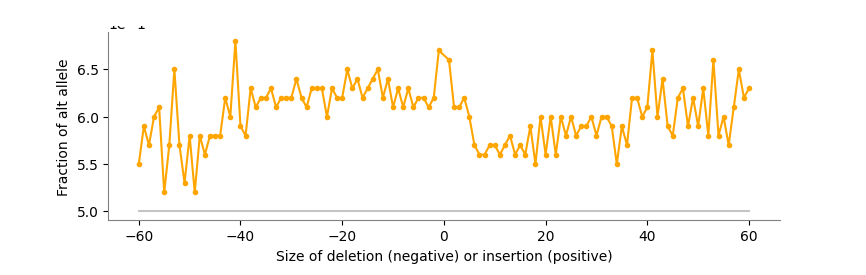 6.5
6.0
5.5
5.0
Fraction of alt allele
−60 −40 −20 0 20 40 60
Size of deletion (negative) or insertion (positive)